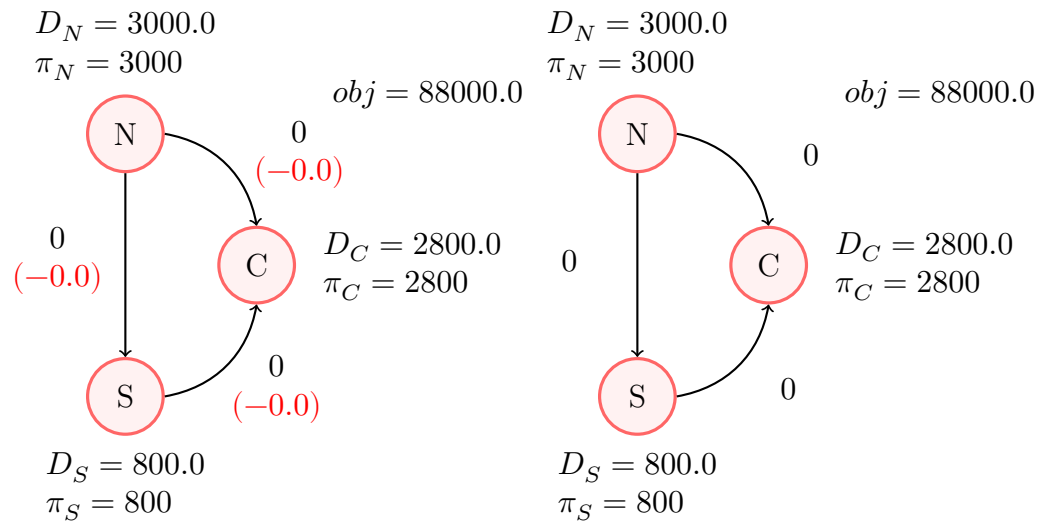 D_N = 3000.0
π_N = 3000
obj = 88000.0
N
0
(−0.0)
0
(−0.0)
C
D_C = 2800.0
π_C = 2800
0
(−0.0)
S
D_S = 800.0
π_S = 800
D_N = 3000.0
π_N = 3000
obj = 88000.0
N
0
0
C
D_C = 2800.0
π_C = 2800
0
S
D_S = 800.0
π_S = 800